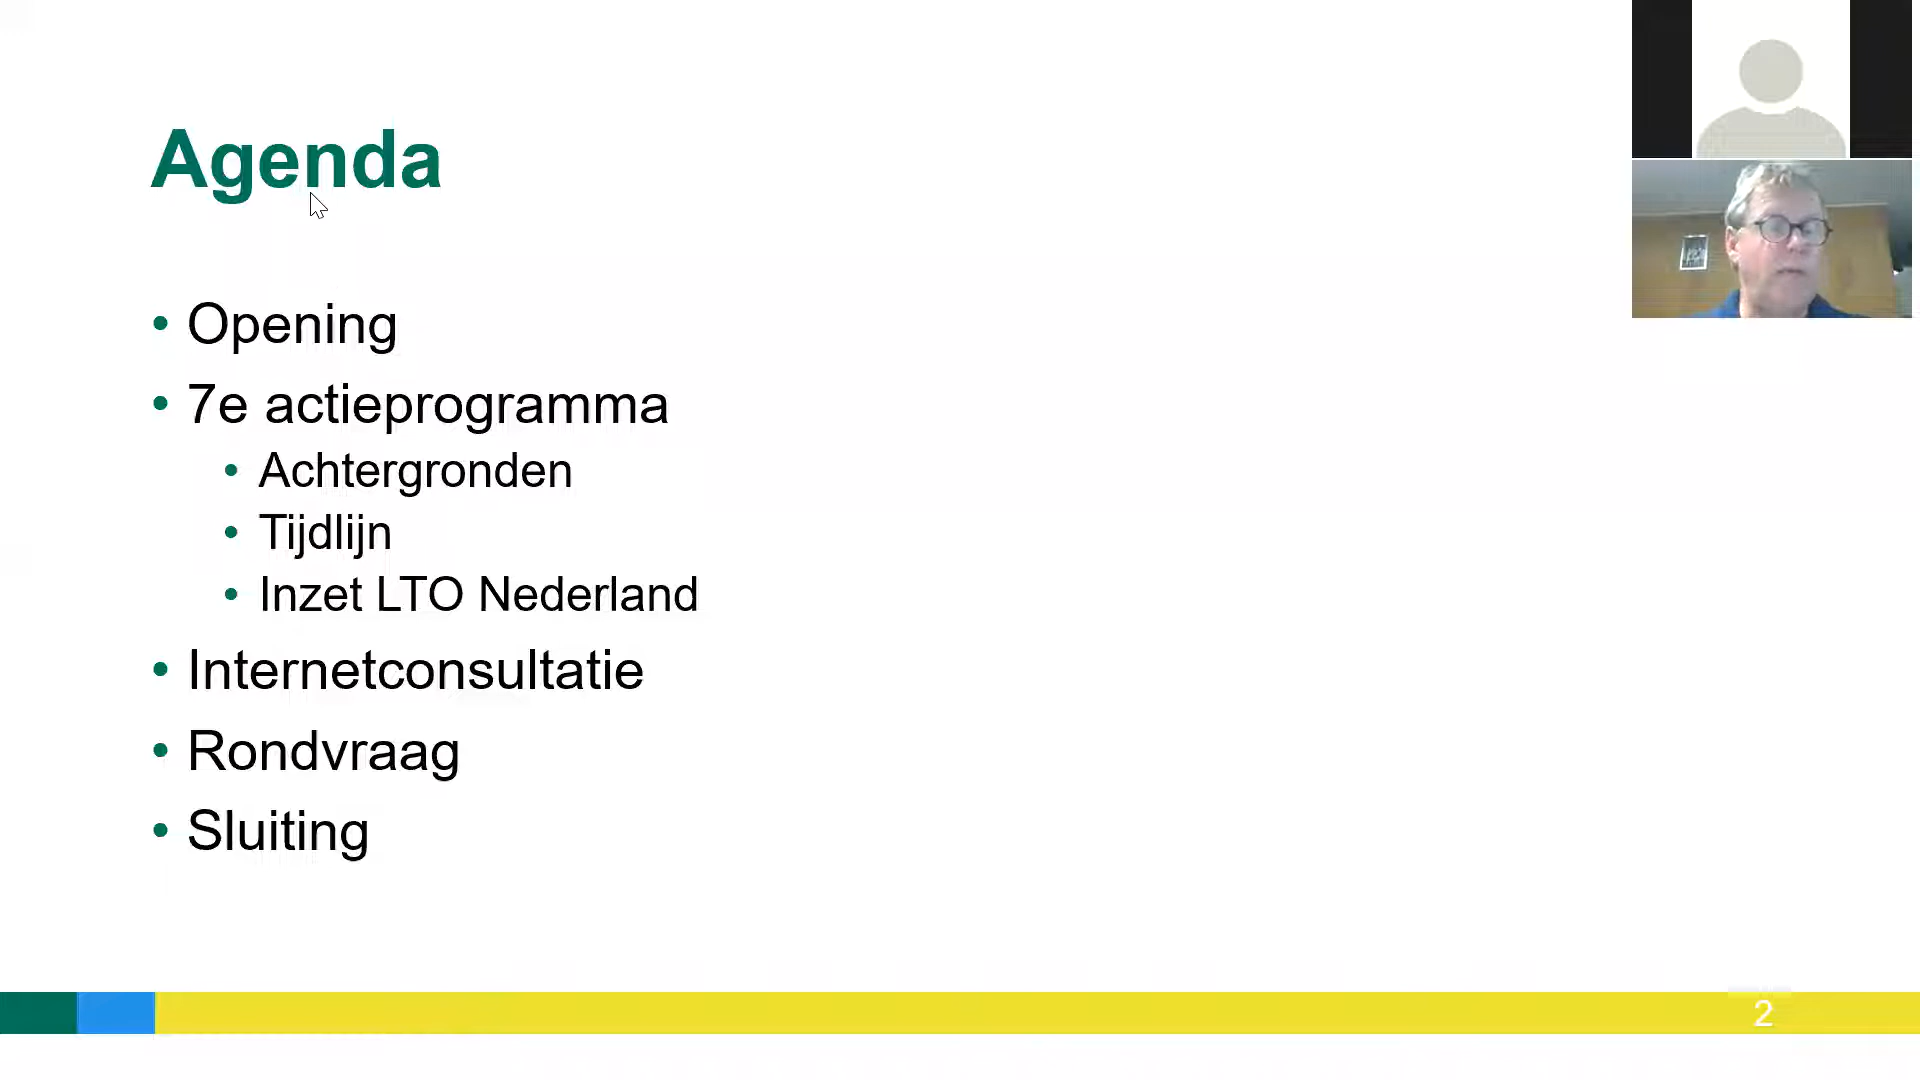 Agenda
• Opening
• 7e actieprogramma
• Achtergronden
• Tijdlijn
• Inzet LTO Nederland
• Internetconsultatie
• Rondvraag
• Sluiting
2